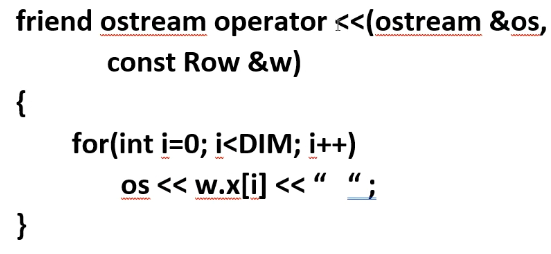 friend ostream operator <<(ostream &os,
const Row &w)
{
for(int i=0; i<DIM; i++)
os << w.x[i] << “ “;
}